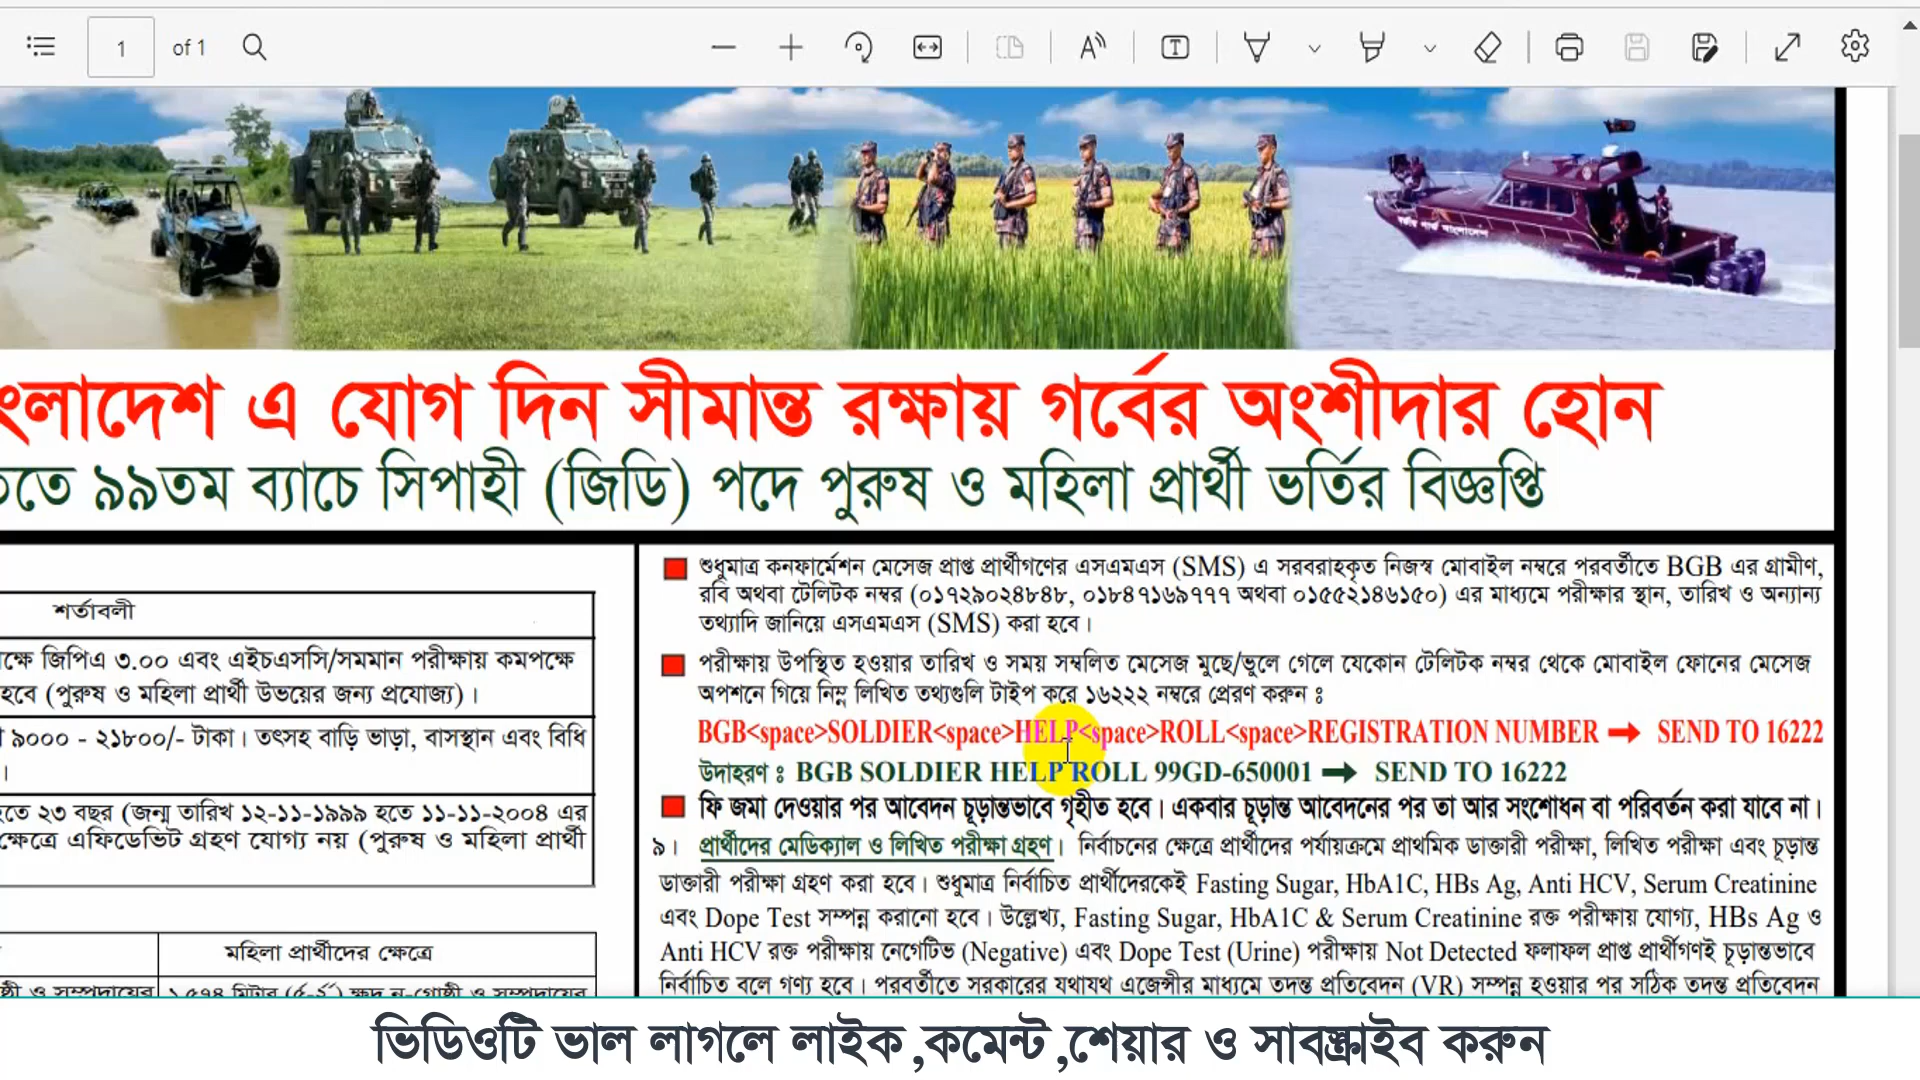 1 of 1
বর্ডার গার্ড বাংলাদেশ
ংলাদেশ এ যোগ দিন সীমান্ত রক্ষায় গর্বের অংশীদার হোন
তে ৯৯তম ব্যাচে সিপাহী (জিডি) পদে পুরুষ ও মহিলা প্রার্থী ভর্তির বিজ্ঞপ্তি
শর্তাবলী
ক্ষে জিপিএ ৩.০০ এবং এইচএসসি/সমমান পরীক্ষায় কমপক্ষে
হবে (পুরুষ ও মহিলা প্রার্থী উভয়ের জন্য প্রযোজ্য)।
৯০০০ - ২১৮০০/- টাকা। তৎসহ বাড়ি ভাড়া, বাসস্থান এবং বিধি
।
হতে ২৩ বছর (জন্ম তারিখ ১২-১১-১৯৯৯ হতে ১১-১১-২০০৪ এর
ক্ষেত্রে এফিডেভিট গ্রহণ যোগ্য নয় (পুরুষ ও মহিলা প্রার্থী
মহিলা প্রার্থীদের ক্ষেত্রে
ষ্ঠী ও সম্প্রদায়ের ১.৫৭৪ মিটার (৫-২) ক্ষুদ্র নৃ-গোষ্ঠী ও সম্প্রদায়ের
শুধুমাত্র কনফার্মেশন মেসেজ প্রাপ্ত প্রার্থীগণের এসএমএস (SMS) এ সরবরাহকৃত নিজস্ব মোবাইল নম্বরে পরবর্তীতে BGB এর গ্রামীণ,
রবি অথবা টেলিটক নম্বর (০১৭২৯০২৪৮৪৮, ০১৮৪৭১৬৯৭৭৭ অথবা ০১৫৫২১৪৬১৫০) এর মাধ্যমে পরীক্ষার স্থান, তারিখ ও অন্যান্য
তথ্যাদি জানিয়ে এসএমএস (SMS) করা হবে।
পরীক্ষায় উপস্থিত হওয়ার তারিখ ও সময় সম্বলিত মেসেজ মুছে/ভুলে গেলে যেকোন টেলিটক নম্বর থেকে মোবাইল ফোনের মেসেজ
অপশনে গিয়ে নিম্ন লিখিত তথ্যগুলি টাইপ করে ১৬২২২ নম্বরে প্রেরণ করুন ঃ
BGB<space>SOLDIER<space>HELP<space>ROLL<space>REGISTRATION NUMBER ➞ SEND TO 16222
উদাহরণ ঃ BGB SOLDIER HELP ROLL 99GD-650001 ➞ SEND TO 16222
ফি জমা দেওয়ার পর আবেদন চূড়ান্তভাবে গৃহীত হবে। একবার চূড়ান্ত আবেদনের পর তা আর সংশোধন বা পরিবর্তন করা যাবে না।
৯। প্রার্থীদের মেডিক্যাল ও লিখিত পরীক্ষা গ্রহণ। নির্বাচনের ক্ষেত্রে প্রার্থীদের পর্যায়ক্রমে প্রাথমিক ডাক্তারী পরীক্ষা, লিখিত পরীক্ষা এবং চূড়ান্ত
ডাক্তারী পরীক্ষা গ্রহণ করা হবে। শুধুমাত্র নির্বাচিত প্রার্থীদেরকেই Fasting Sugar, HbA1C, HBs Ag, Anti HCV, Serum Creatinine
এবং Dope Test সম্পন্ন করানো হবে। উল্লেখ্য, Fasting Sugar, HbA1C & Serum Creatinine রক্ত পরীক্ষায় যোগ্য, HBs Ag ও
Anti HCV রক্ত পরীক্ষায় নেগেটিভ (Negative) এবং Dope Test (Urine) পরীক্ষায় Not Detected ফলাফল প্রাপ্ত প্রার্থীগণই চূড়ান্তভাবে
নির্বাচিত বলে গণ্য হবে। পরবর্তীতে সরকারের যথাযথ এজেন্সীর মাধ্যমে তদন্ত প্রতিবেদন (VR) সম্পন্ন হওয়ার পর সঠিক তদন্ত প্রতিবেদন
ভিডিওটি ভাল লাগলে লাইক ,কমেন্ট ,শেয়ার ও সাবস্ক্রাইব করুন